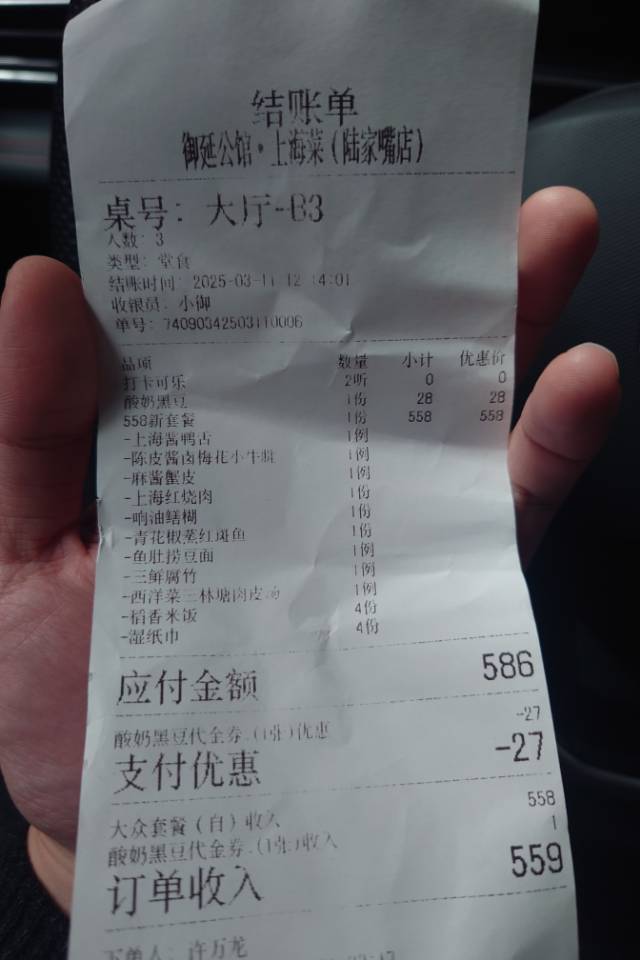 结账单
御延公馆·上海菜(陆家嘴店)
桌号: 大厅-B3
人数: 3
类型: 堂食
结账时间: 2025-03-11 12:14:01
收银员: 小御
单号: 74090342503110006
品项 数量 小计 优惠价
打卡可乐 2听 0 0
酸奶黑豆 1份 28 28
558新套餐 1份 558 558
-上海酱鸭舌 1例
-陈皮酱卤梅花小牛腱 1例
-麻酱蟹皮 1例
-上海红烧肉 1份
-响油鳝糊 1份
-青花椒蒸红斑鱼 1份
-鱼肚捞豆面 1例
-三鲜腐竹 1例
-西洋菜三林塘肉皮汤 1例
-稻香米饭 4份
-湿纸巾 4份
应付金额 586
酸奶黑豆代金券.(1张)优惠 -27
支付优惠 -27
大众套餐(自)收入 558
酸奶黑豆代金券.(1张)收入 1
订单收入 559
下单人: 许万龙